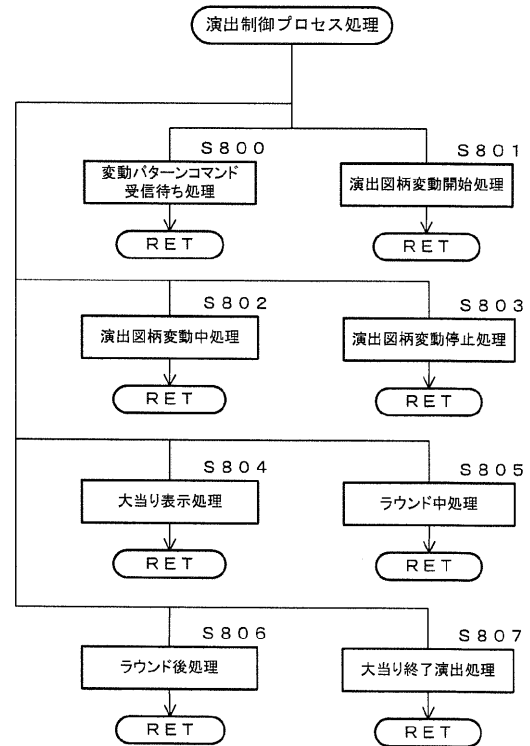 演出制御プロセス処理
S800
S801
変動パターンコマンド
受信待ち処理
演出図柄変動開始処理
RET
RET
S802
S803
演出図柄変動中処理
演出図柄変動停止処理
RET
RET
S804
S805
大当り表示処理
ラウンド中処理
RET
RET
S806
S807
ラウンド後処理
大当り終了演出処理
RET
RET